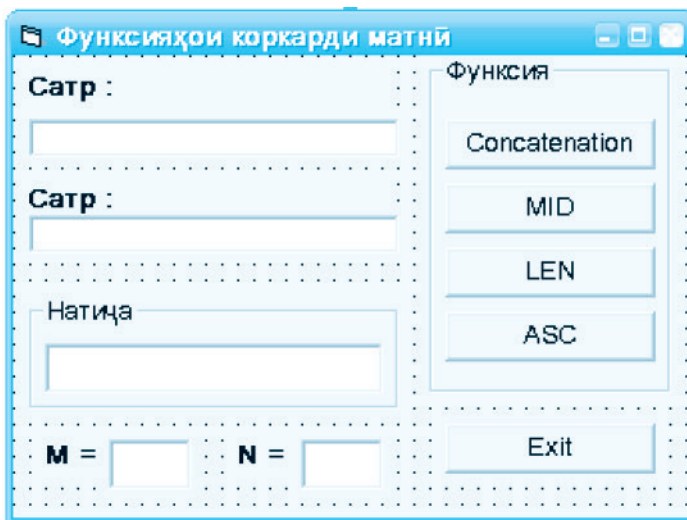 Функсияҳои коркарди матнӣ
Сатр :
Сатр :
Натиҷа
M =
N =
Функсия
Concatenation
MID
LEN
ASC
Exit